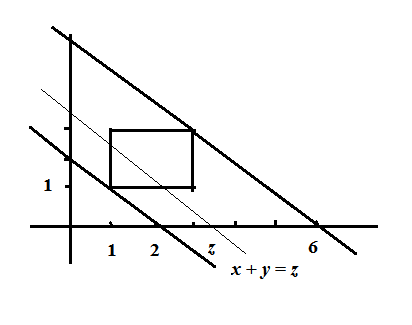 1
1 2 z 6
x + y = z